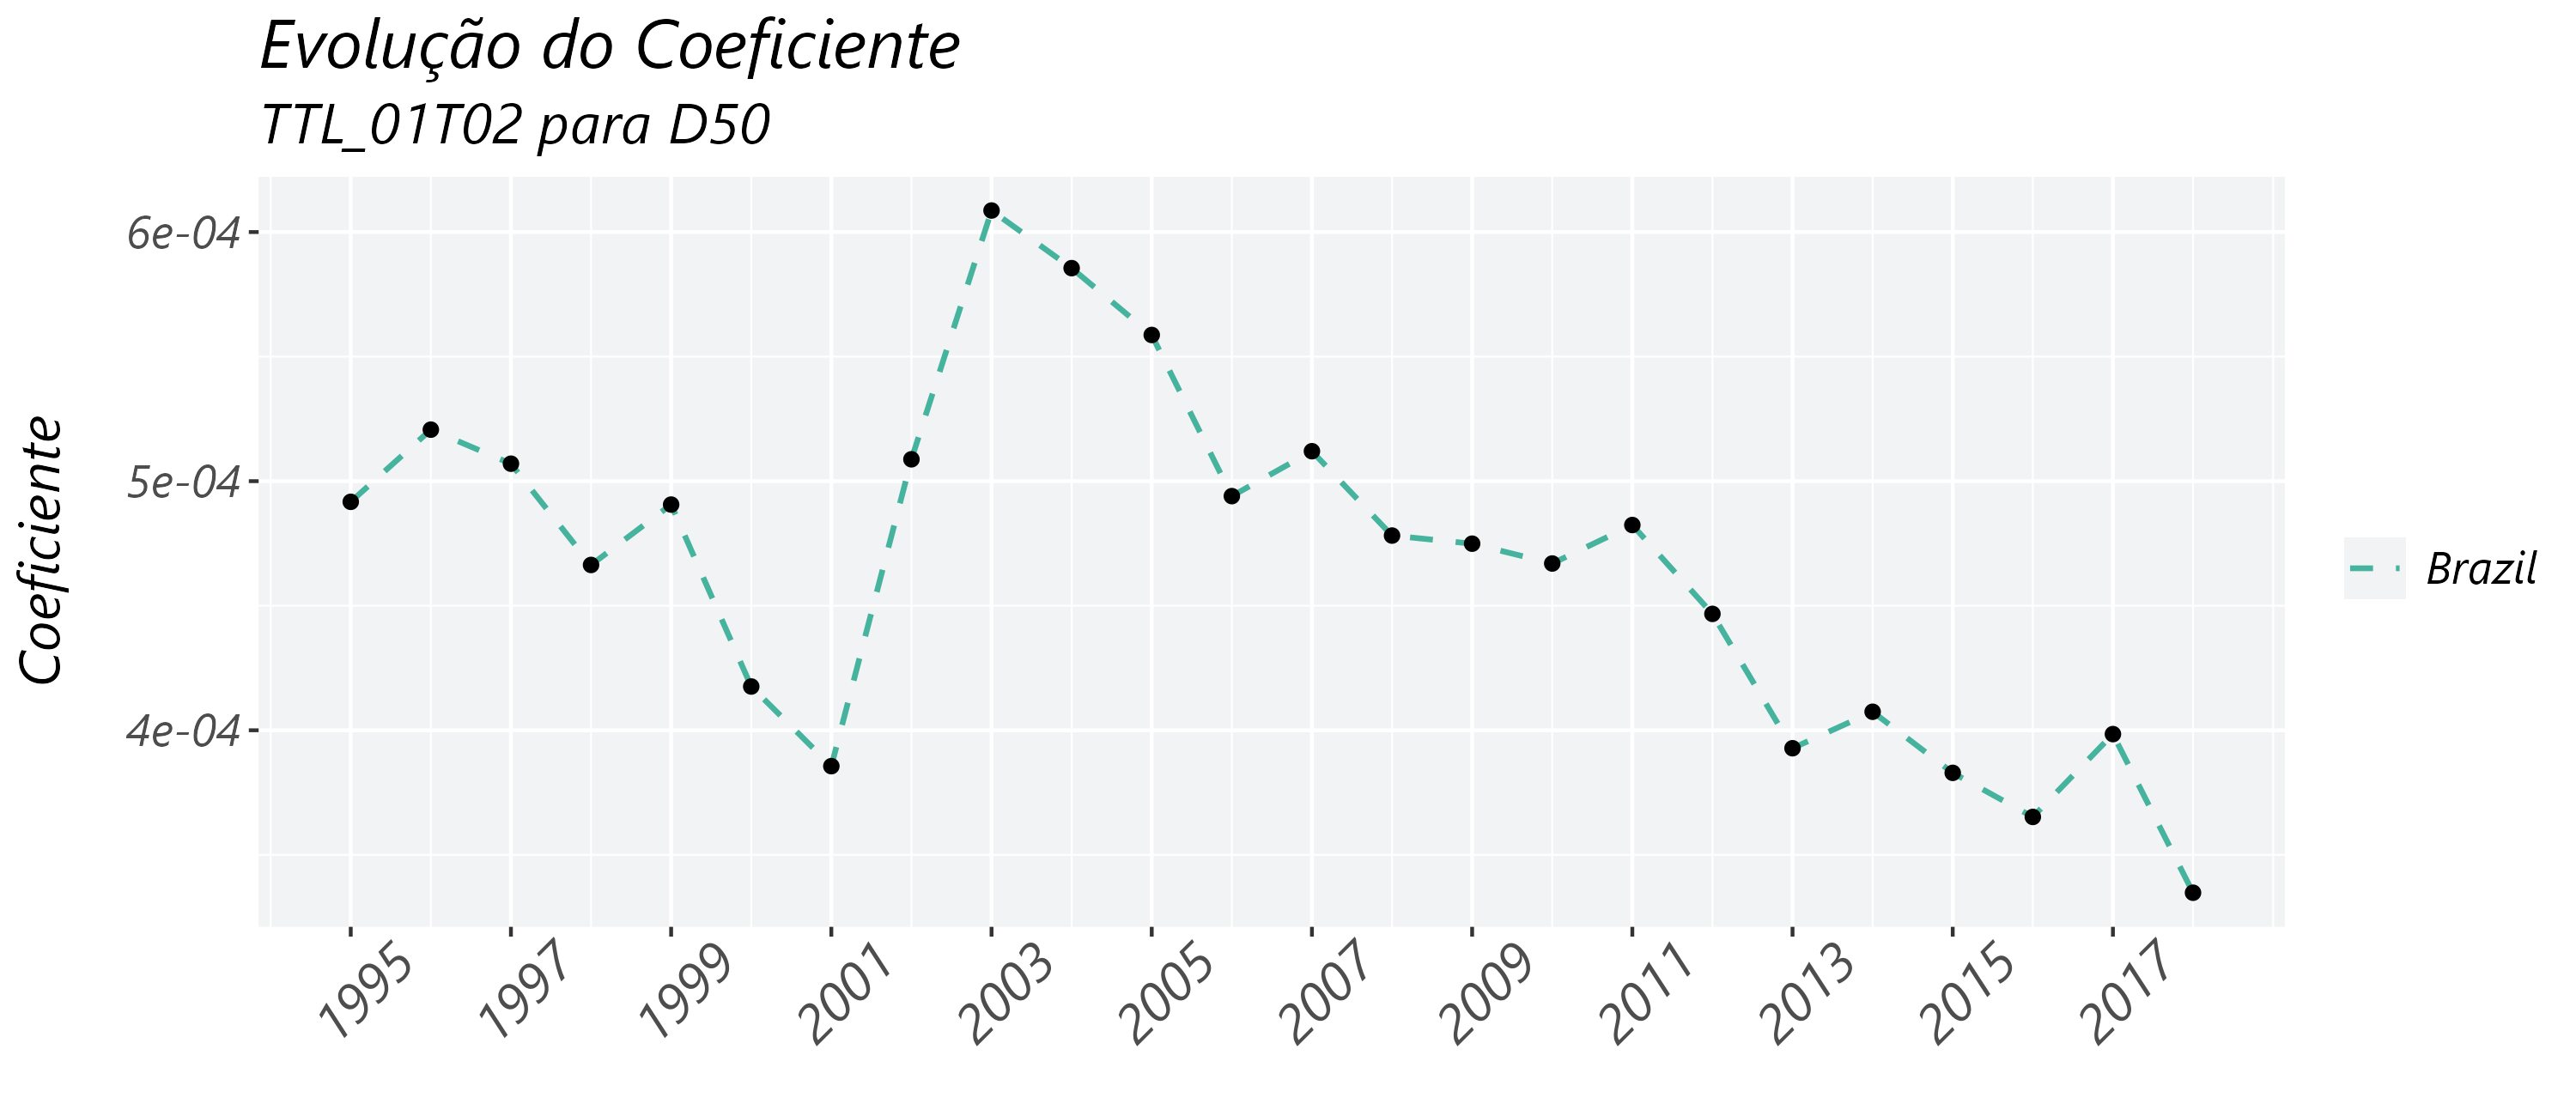 Evolução do Coeficiente
TTL_01T02 para D50
Coeficiente
6e-04
5e-04
4e-04
1995
1997
1999
2001
2003
2005
2007
2009
2011
2013
2015
2017
Brazil